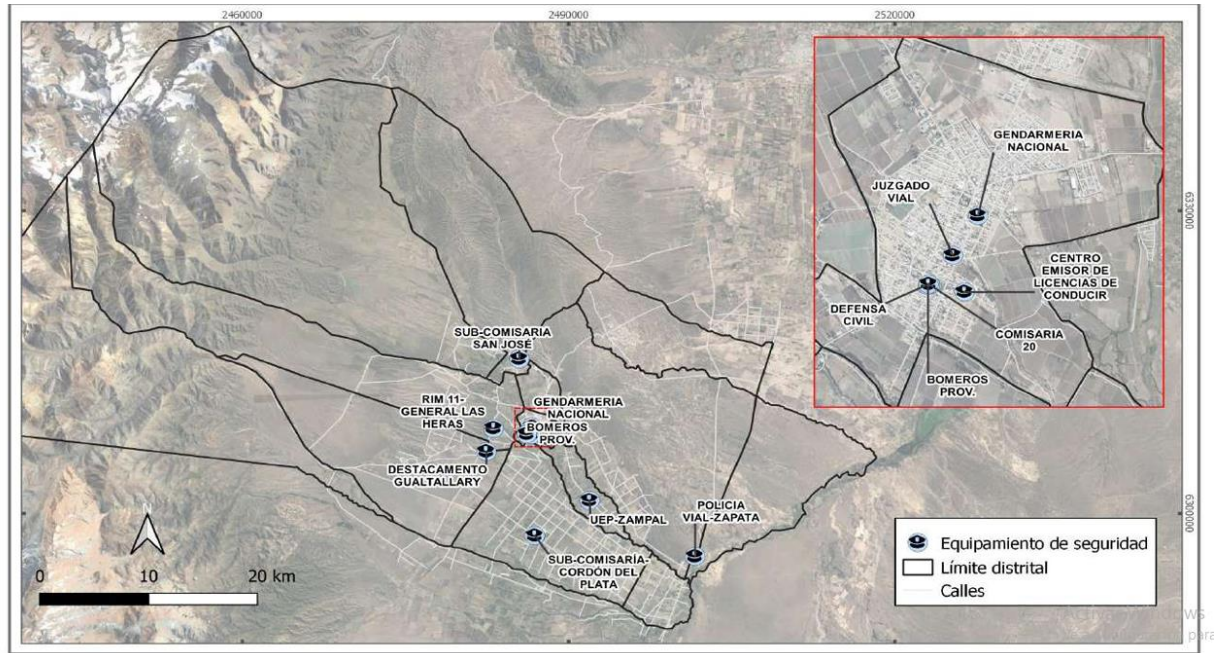 2460000
2490000
2520000
6330000
6300000
SUB-COMISARIA
SAN JOSÉ
RIM 11-
GENERAL LAS
HERAS
GENDARMERIA
NACIONAL
BOMEROS
PROV.
DESTACAMENTO
GUALTALLARY
UEP-ZAMPAL
POLICIA
VIAL-ZAPATA
SUB-COMISARÍA-
CORDÓN DEL
PLATA
0 10 20 km
GENDARMERIA
NACIONAL
JUZGADO
VIAL
CENTRO
EMISOR DE
LICENCIAS DE
CONDUCIR
DEFENSA
CIVIL
COMISARIA
20
BOMEROS
PROV.
Equipamiento de seguridad
Límite distrital
Calles
para